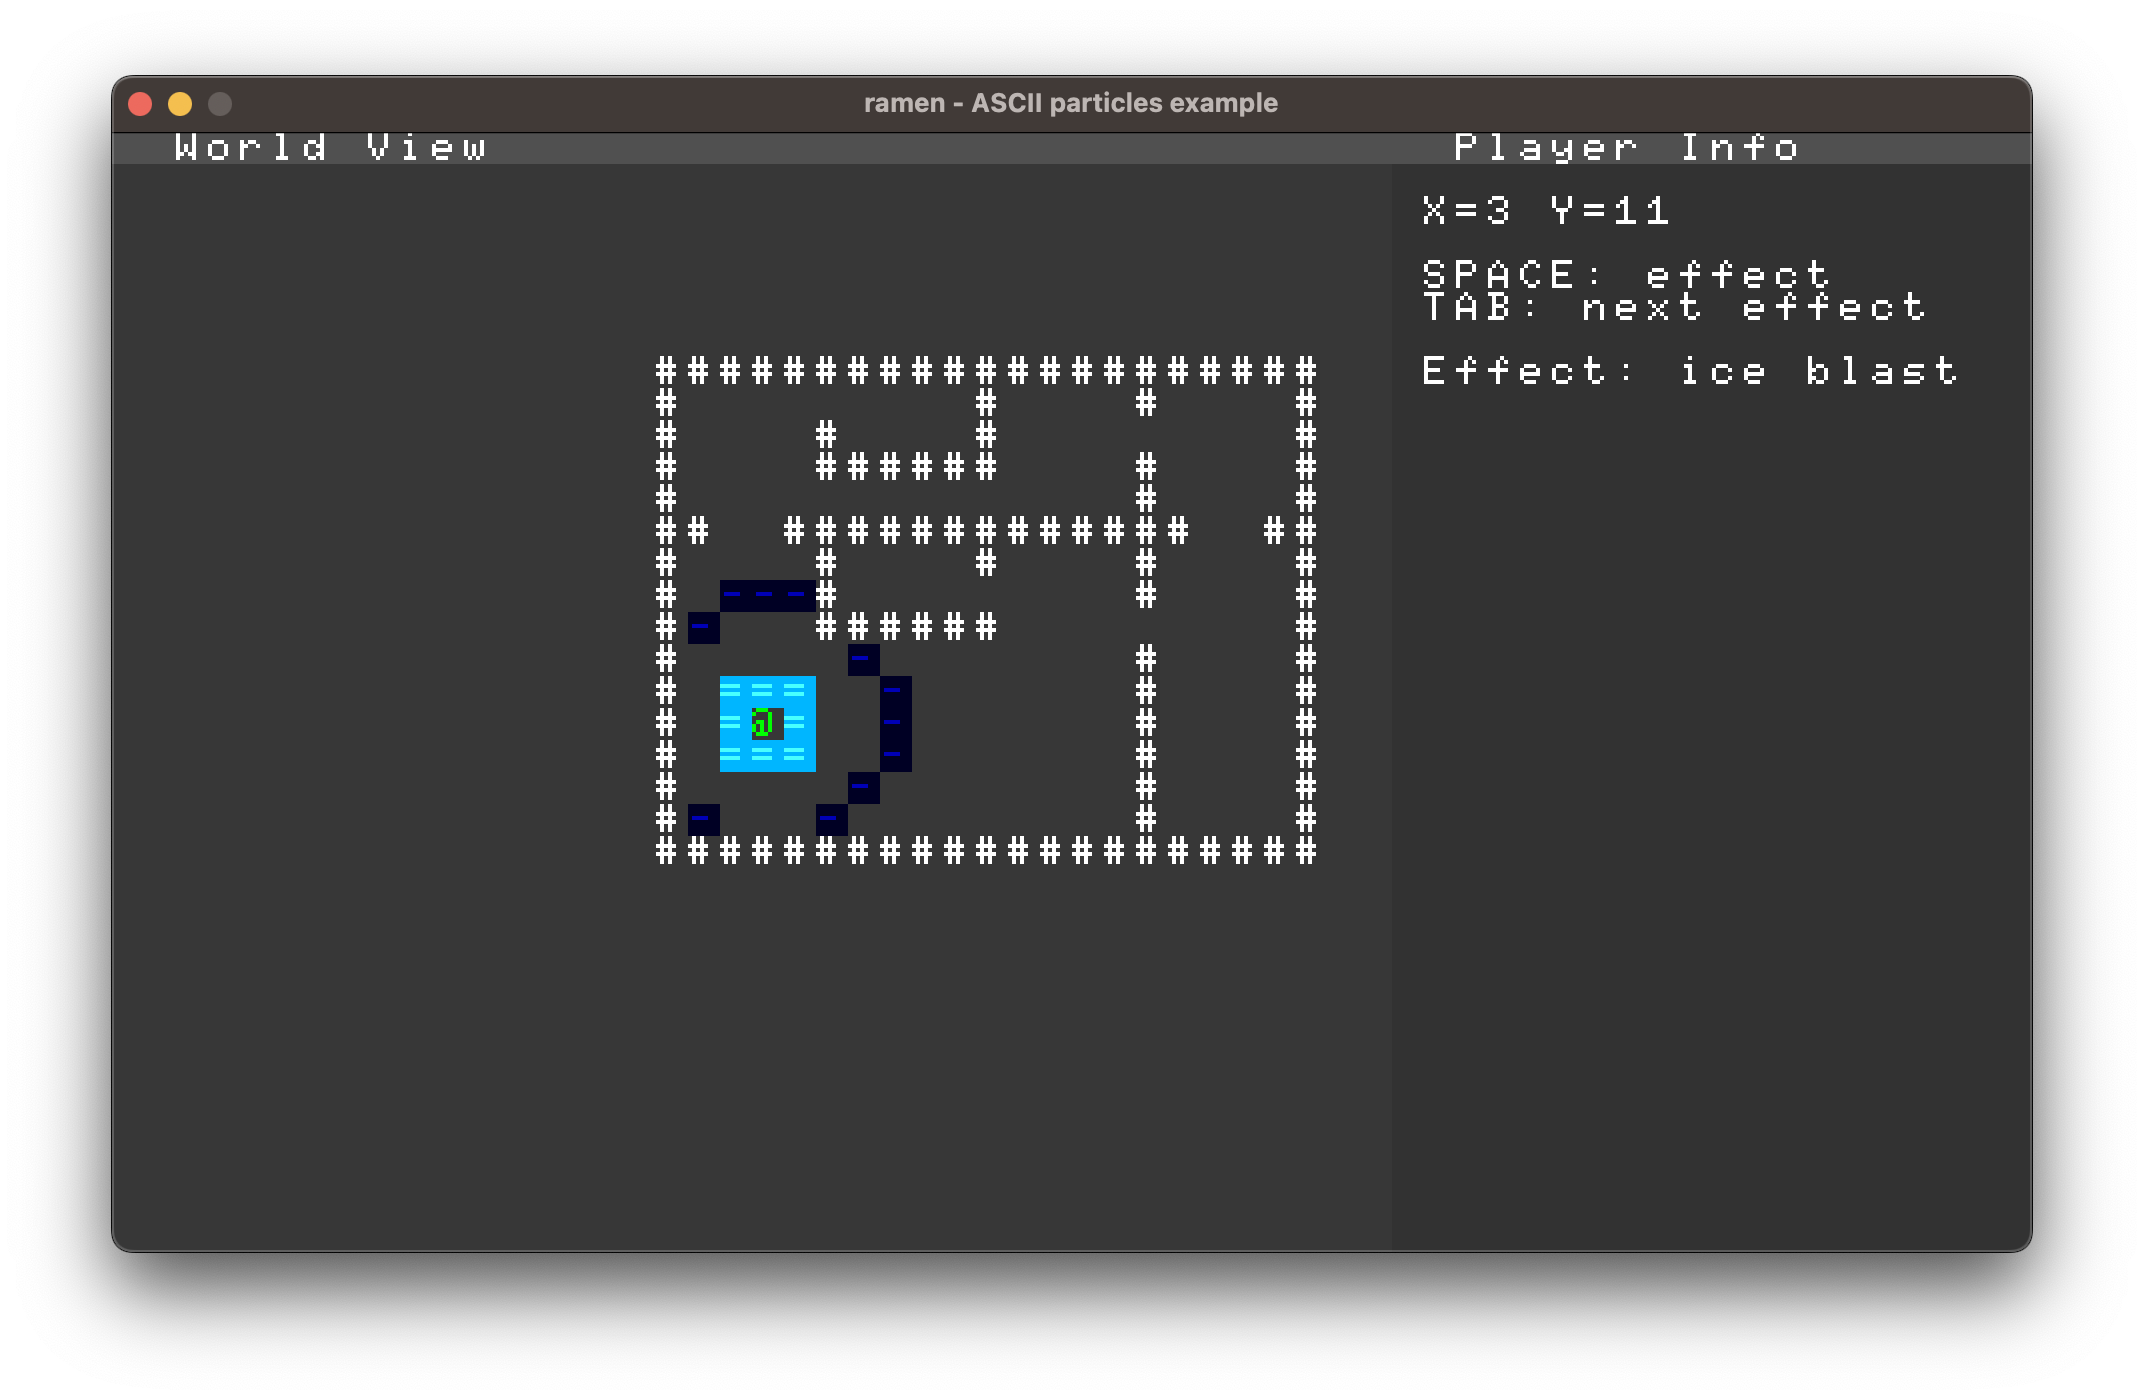 ramen - ASCII particles example
World View
Player Info
X=3 Y=11
SPACE: effect
TAB: next effect
Effect: ice blast
#####################
#         #    #    #
#    #    #         #
#    ######    #    #
#              #    #
##  #############  ##
#    #    #    #    #
# ---#         #    #
#-   ######         #
#     -        #    #
# ===  -       #    #
# =@=  -       #    #
# ===  -       #    #
#     -        #    #
#-   -         #    #
#####################